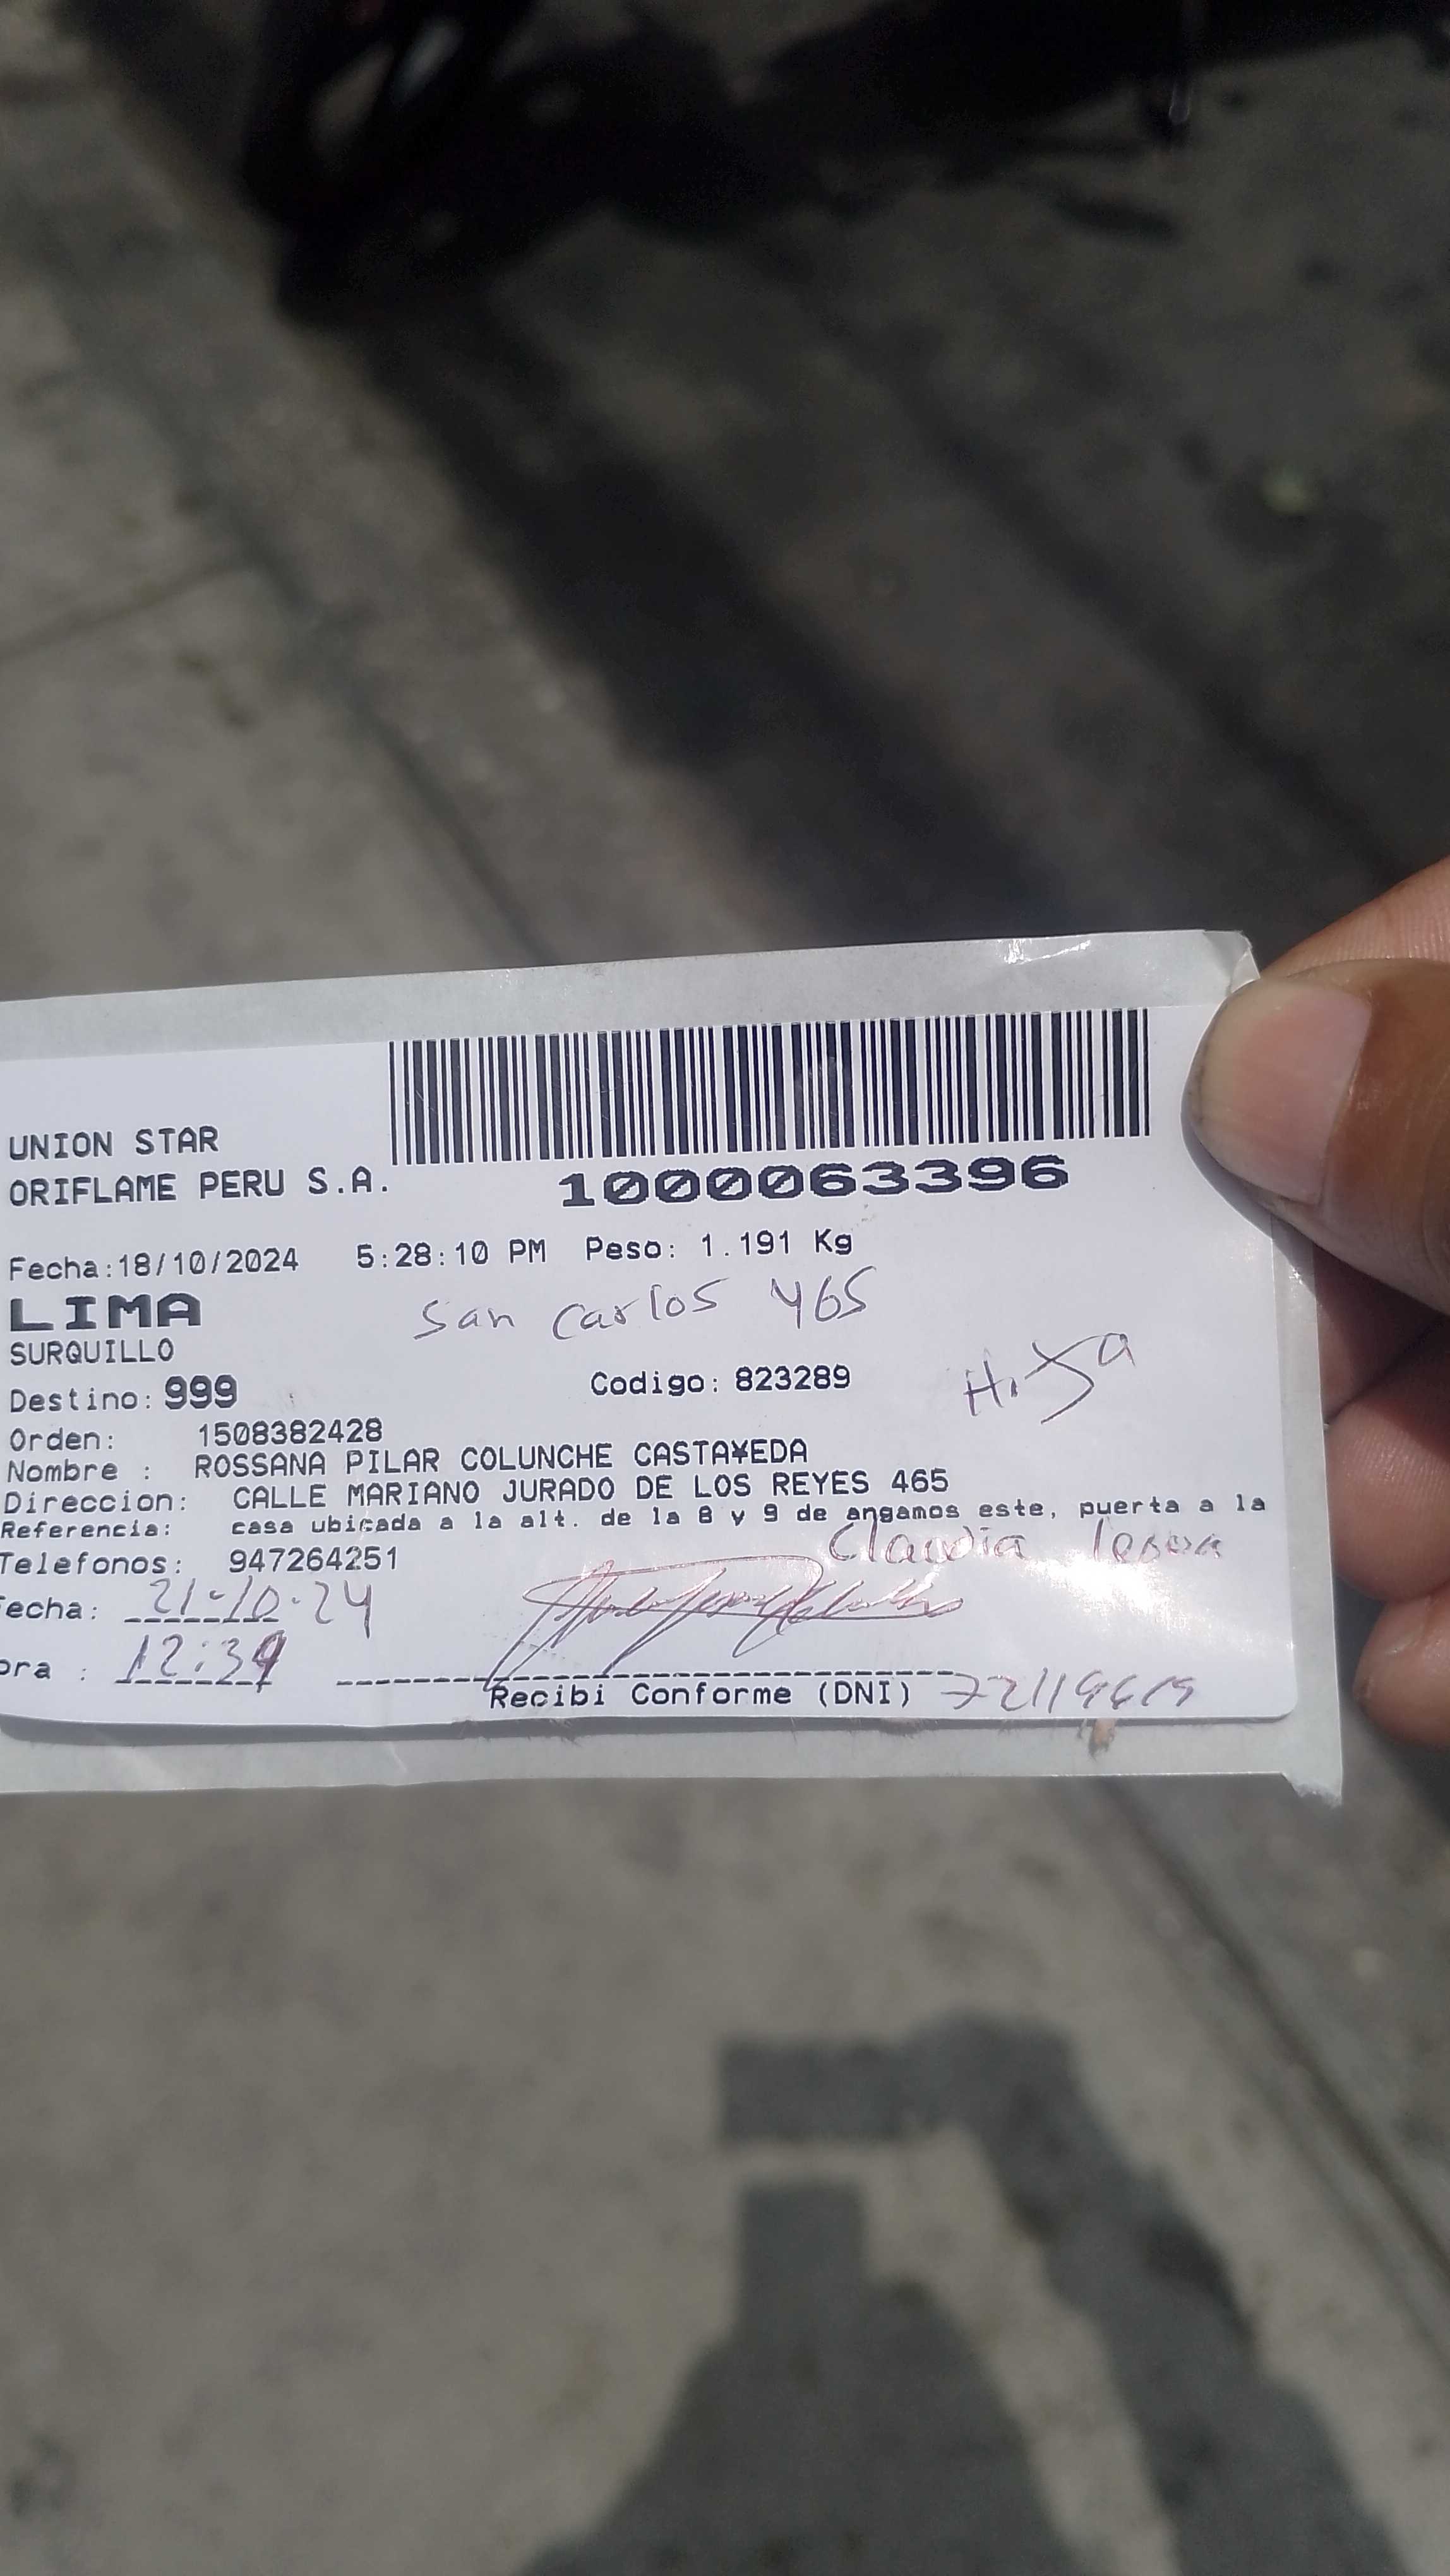 UNION STAR
ORIFLAME PERU S.A.
1000063396
Fecha:18/10/2024 5:28:10 PM Peso: 1.191 Kg
LIMA
San Carlos 465
SURQUILLO
Destino: 999 Codigo: 823289 Hija
Orden: 1508382428
Nombre : ROSSANA PILAR COLUNCHE CASTA¥EDA
Direccion: CALLE MARIANO JURADO DE LOS REYES 465
Referencia: casa ubicada a la alt. de la 8 y 9 de angamos este, puerta a la
Claudia
Telefonos: 947264251
echa: 21-10-24
ora : 12:39
Recibi Conforme (DNI)